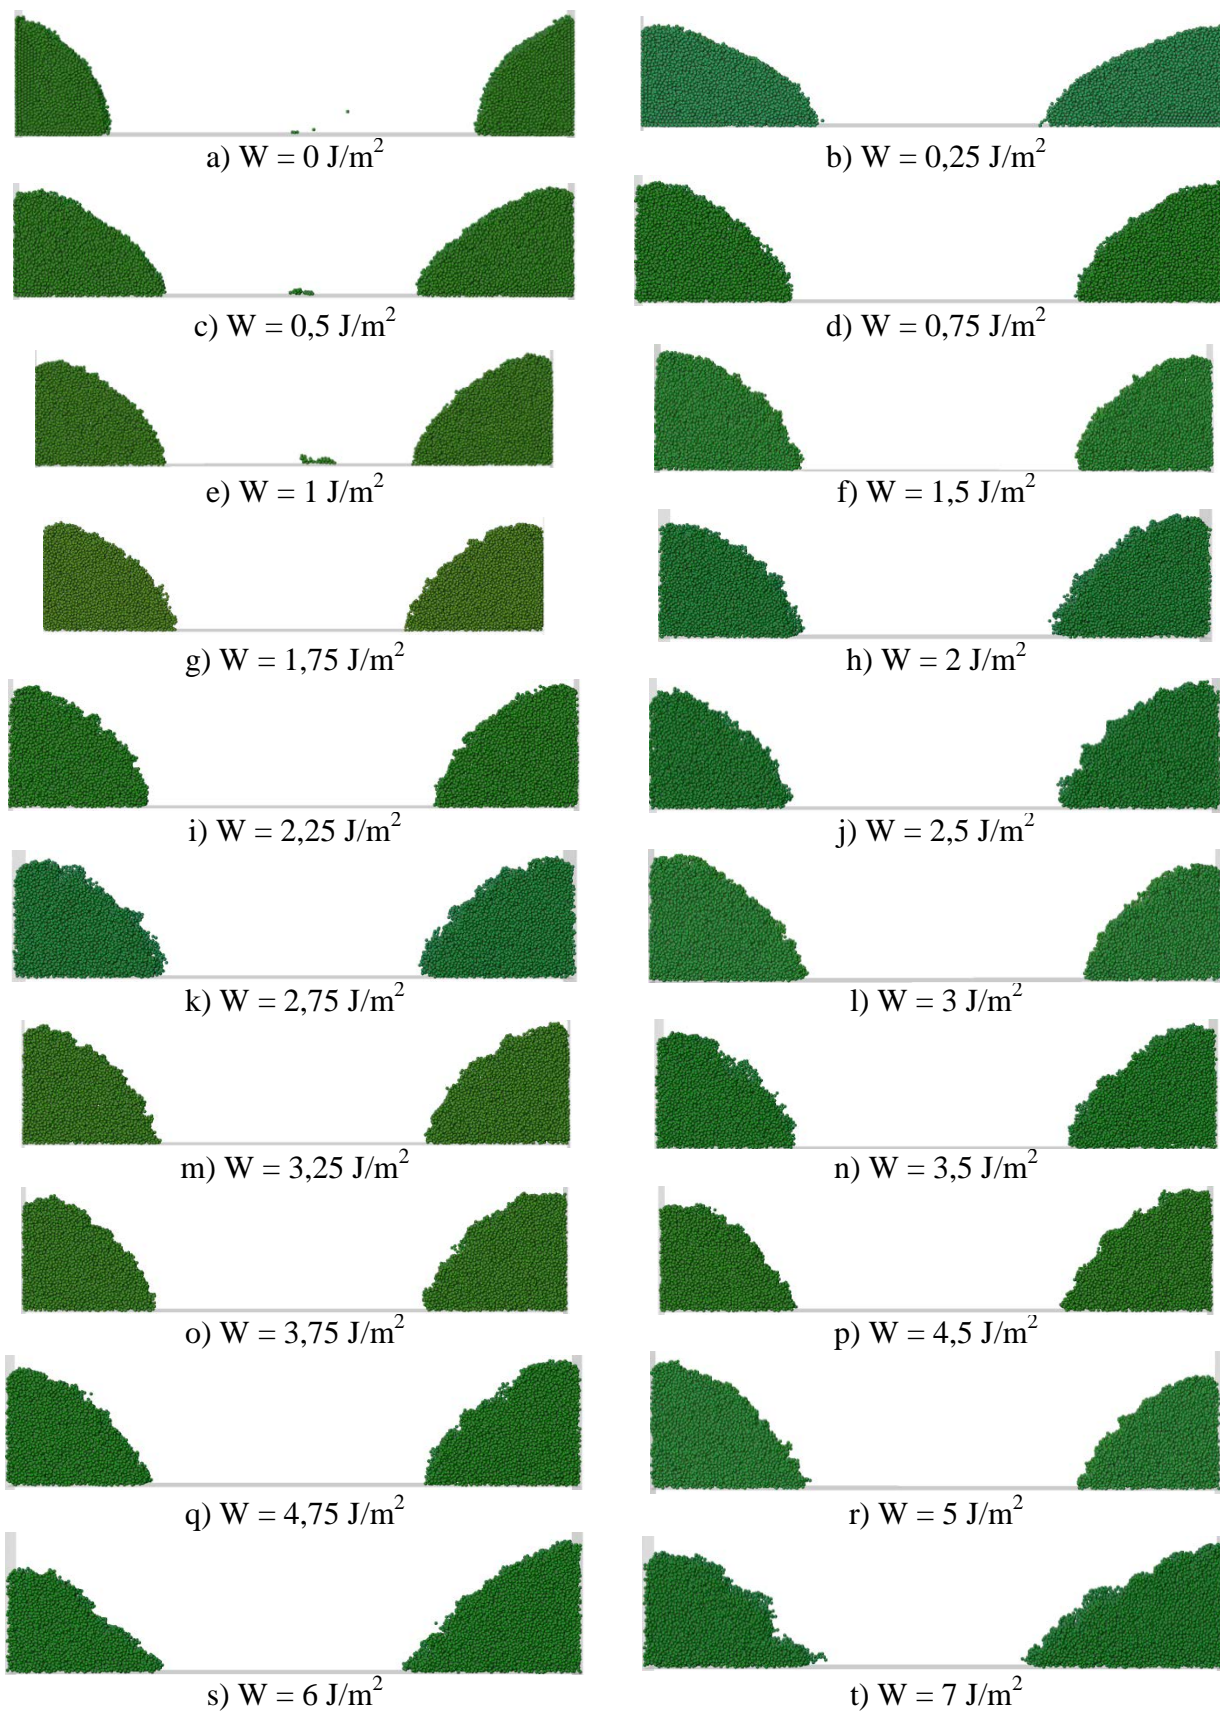 a) W = 0 J/m²
b) W = 0,25 J/m²
c) W = 0,5 J/m²
d) W = 0,75 J/m²
e) W = 1 J/m²
f) W = 1,5 J/m²
g) W = 1,75 J/m²
h) W = 2 J/m²
i) W = 2,25 J/m²
j) W = 2,5 J/m²
k) W = 2,75 J/m²
l) W = 3 J/m²
m) W = 3,25 J/m²
n) W = 3,5 J/m²
o) W = 3,75 J/m²
p) W = 4,5 J/m²
q) W = 4,75 J/m²
r) W = 5 J/m²
s) W = 6 J/m²
t) W = 7 J/m²